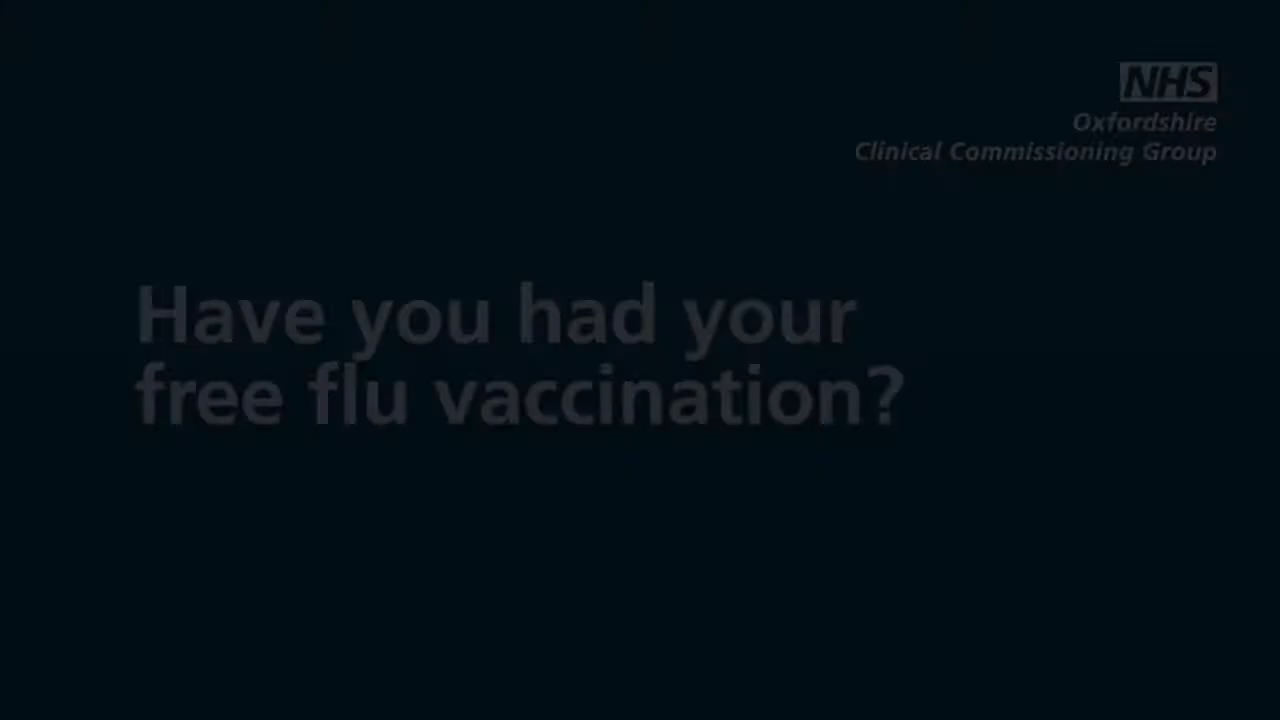 NHS
Oxfordshire
Clinical Commissioning Group
Have you had your
free flu vaccination?